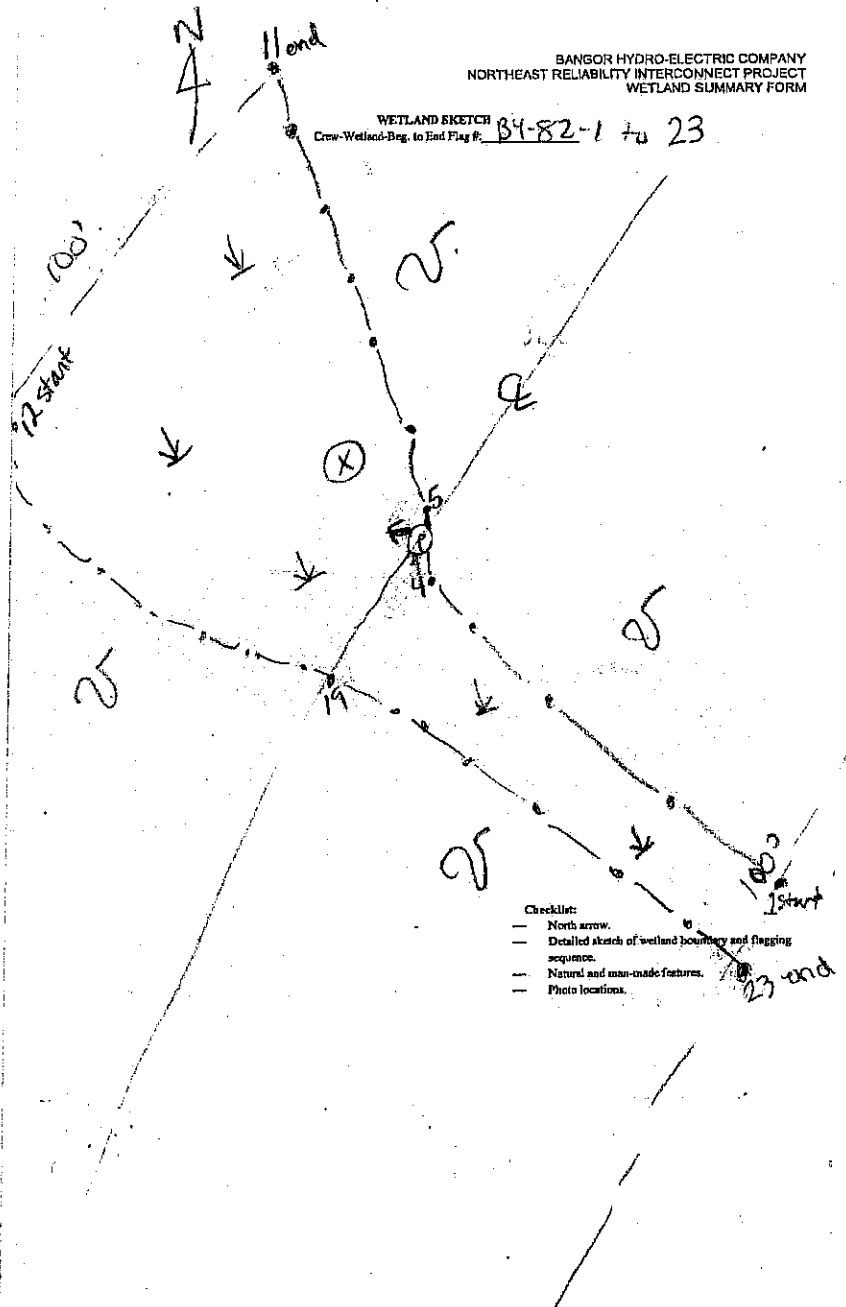 N
11 end
BANGOR HYDRO-ELECTRIC COMPANY
NORTHEAST RELIABILITY INTERCONNECT PROJECT
WETLAND SUMMARY FORM
WETLAND SKETCH
Crew-Wetland-Beg. to End Flag #: B4-82-1 to 23
100'
12 start
X
5
P
4
19
100'
1 start
Checklist:
— North arrow.
— Detailed sketch of wetland boundary and flagging
sequence.
— Natural and man-made features.
— Photo locations.
23 end